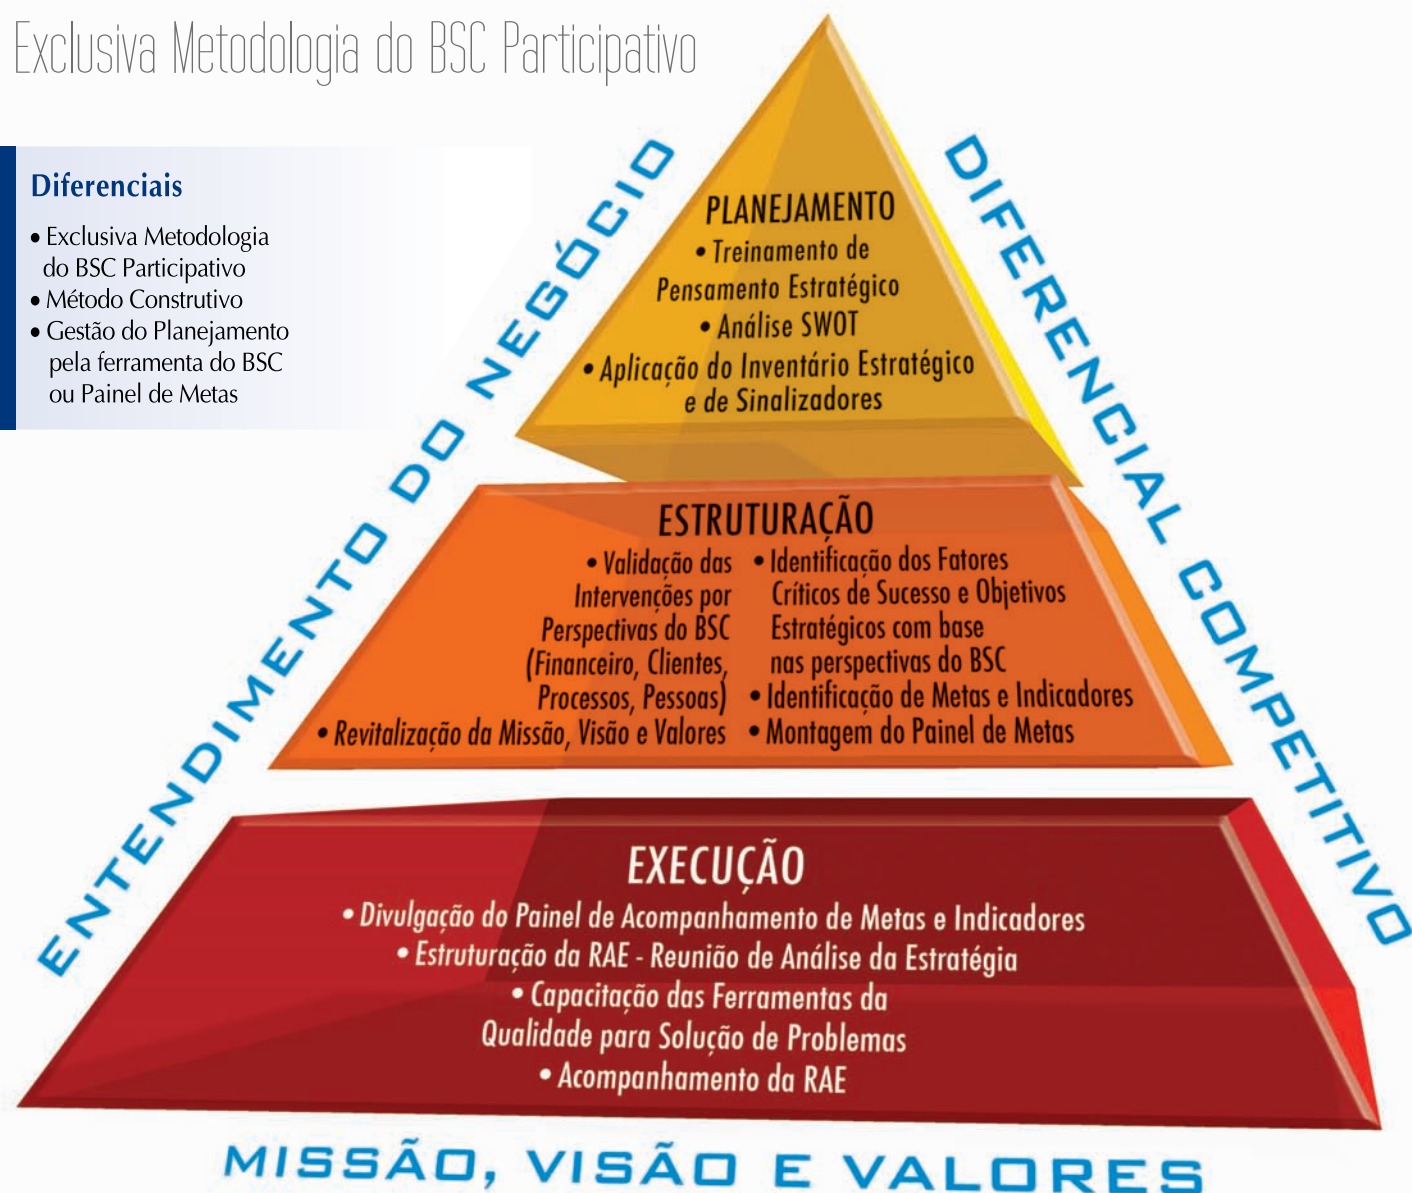 Exclusiva Metodologia do BSC Participativo
Diferenciais
• Exclusiva Metodologia
do BSC Participativo
• Método Construtivo
• Gestão do Planejamento
pela ferramenta do BSC
ou Painel de Metas
ENTENDIMENTO DO NEGÓCIO
DIFERENCIAL COMPETITIVO
PLANEJAMENTO
• Treinamento de
Pensamento Estratégico
• Análise SWOT
• Aplicação do Inventário Estratégico
e de Sinalizadores
ESTRUTURAÇÃO
• Validação das
Intervenções por
Perspectivas do BSC
(Financeiro, Clientes,
Processos, Pessoas)
• Revitalização da Missão, Visão e Valores
• Identificação dos Fatores
Críticos de Sucesso e Objetivos
Estratégicos com base
nas perspectivas do BSC
• Identificação de Metas e Indicadores
• Montagem do Painel de Metas
EXECUÇÃO
• Divulgação do Painel de Acompanhamento de Metas e Indicadores
• Estruturação da RAE - Reunião de Análise da Estratégia
• Capacitação das Ferramentas da
Qualidade para Solução de Problemas
• Acompanhamento da RAE
MISSÃO, VISÃO E VALORES